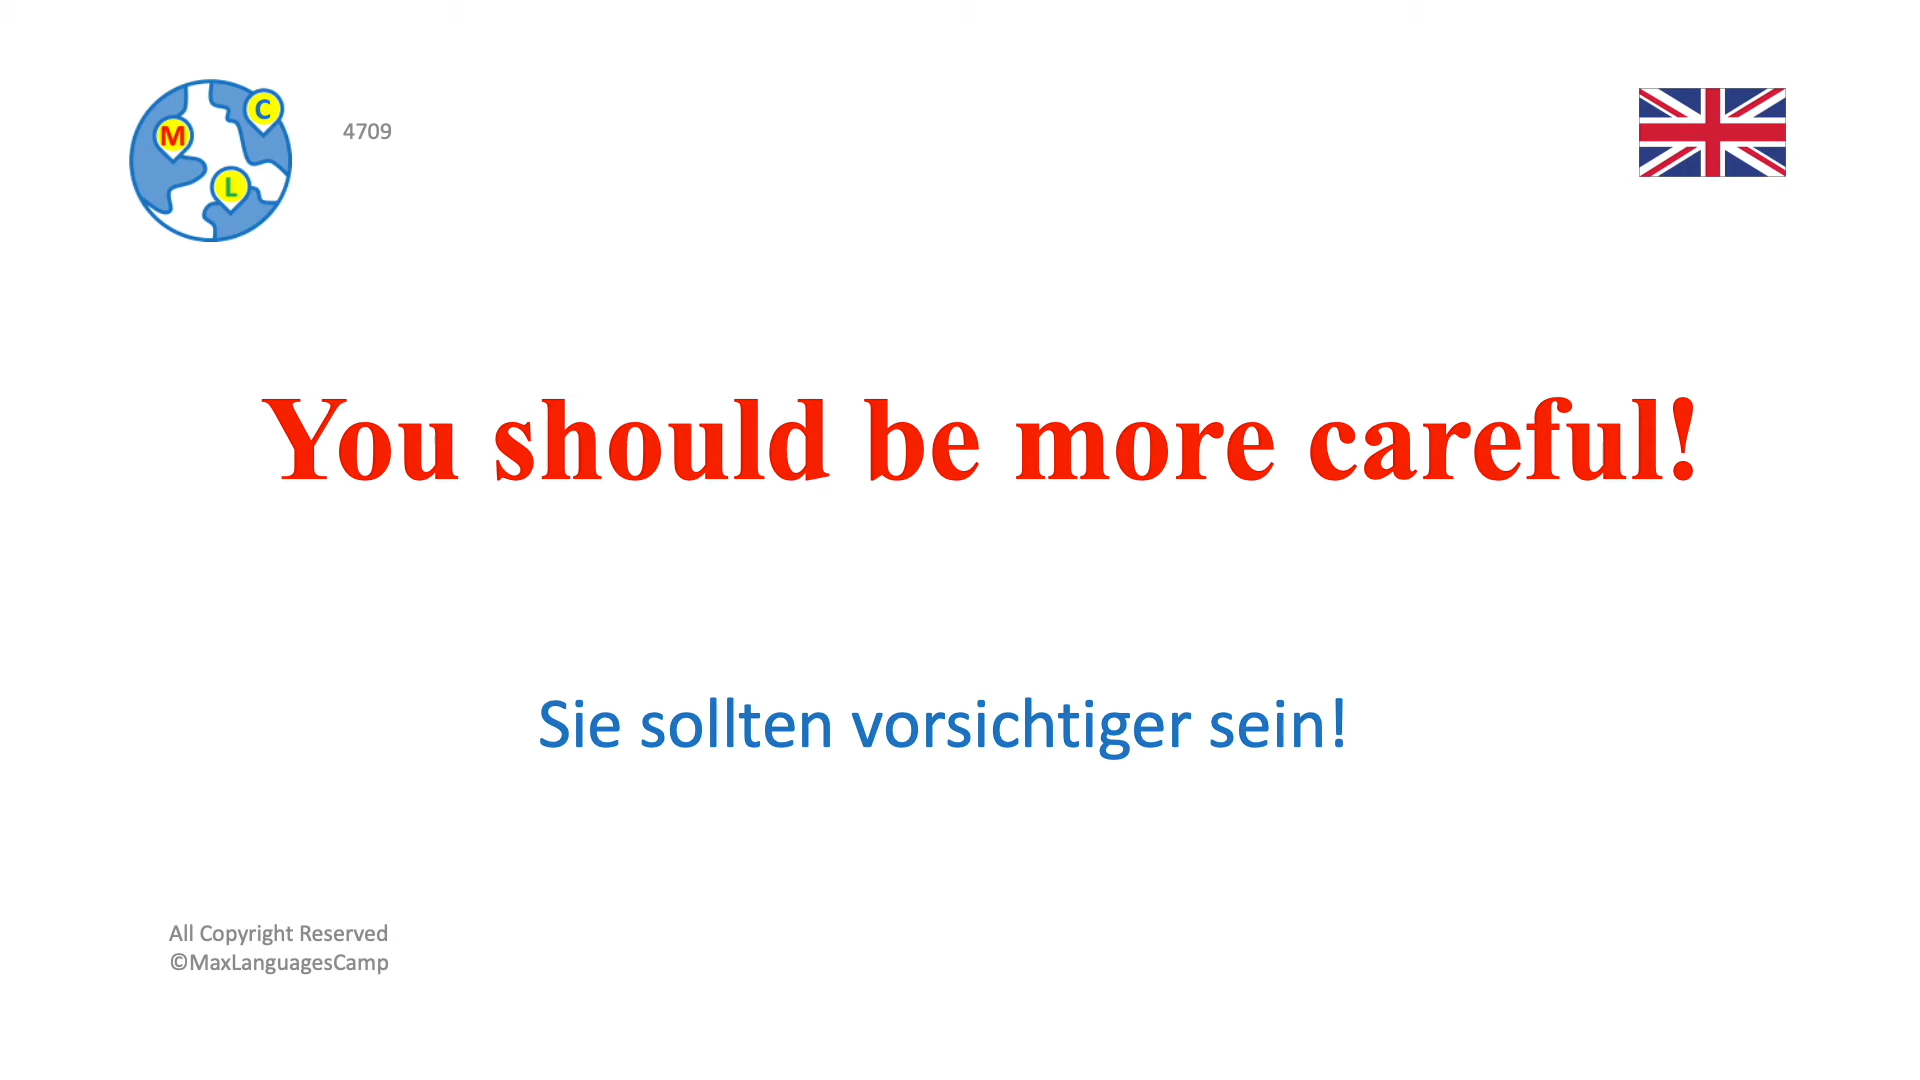 M
C
L
4709
You should be more careful!
Sie sollten vorsichtiger sein!
All Copyright Reserved
©MaxLanguagesCamp